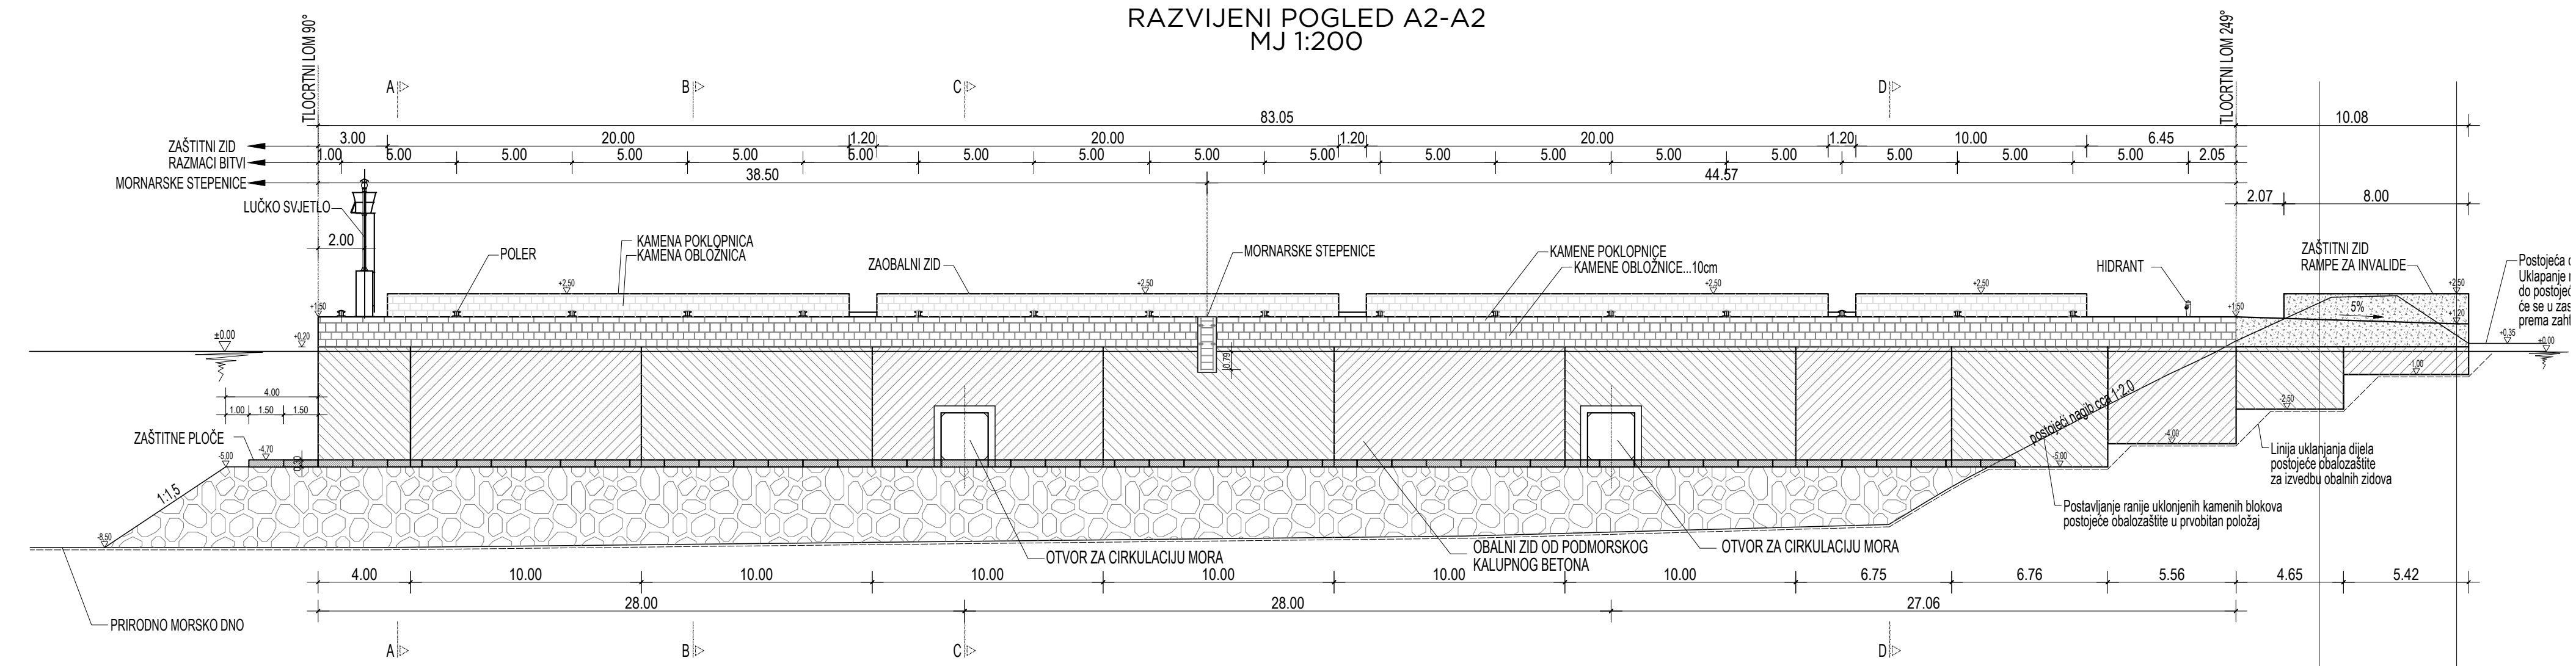 RAZVIJENI POGLED A2-A2
MJ 1:200
TLOCRTNI LOM 90°
TLOCRTNI LOM 249°
A B C D
83.05 10.08
ZAŠTITNI ZID 3.00 20.00 1.20 20.00 1.20 20.00 1.20 10.00 6.45
RAZMACI BITVI 1.00 5.00 5.00 5.00 5.00 5.00 5.00 5.00 5.00 5.00 5.00 5.00 5.00 5.00 5.00 5.00 5.00 2.05
MORNARSKE STEPENICE 38.50 44.57
2.07 8.00
LUČKO SVJETLO
2.00
POLER
KAMENA POKLOPNICA
KAMENA OBLOŽNICA
ZAOBALNI ZID
MORNARSKE STEPENICE
KAMENE POKLOPNICE
KAMENE OBLOŽNICE...10cm
HIDRANT
ZAŠTITNI ZID
RAMPE ZA INVALIDE
Postojeća
Uklapanje
do
će se u
prema
+2.50 +2.50 +2.50 +2.50 +2.50
+1.50 +1.50 5% +1.20
±0.00 +0.20 +0.35 +0.00
0.79
-1.00
4.00
1.00 1.50 1.50
-2.50
postojeći nagib cca 1:2.0
ZAŠTITNE PLOČE
-4.70 0.30 -4.00
-5.00 -5.00
1:1,5
Linija uklanjanja dijela
postojeće obalozaštite
za izvedbu obalnih zidova
Postavljanje ranije uklonjenih kamenih blokova
postojeće obalozaštite u prvobitan položaj
-8.50
OTVOR ZA CIRKULACIJU MORA
OBALNI ZID OD PODMORSKOG
KALUPNOG BETONA
OTVOR ZA CIRKULACIJU MORA
4.00 10.00 10.00 10.00 10.00 10.00 10.00 6.75 6.76 5.56 4.65 5.42
28.00 28.00 27.06
PRIRODNO MORSKO DNO
A B C D